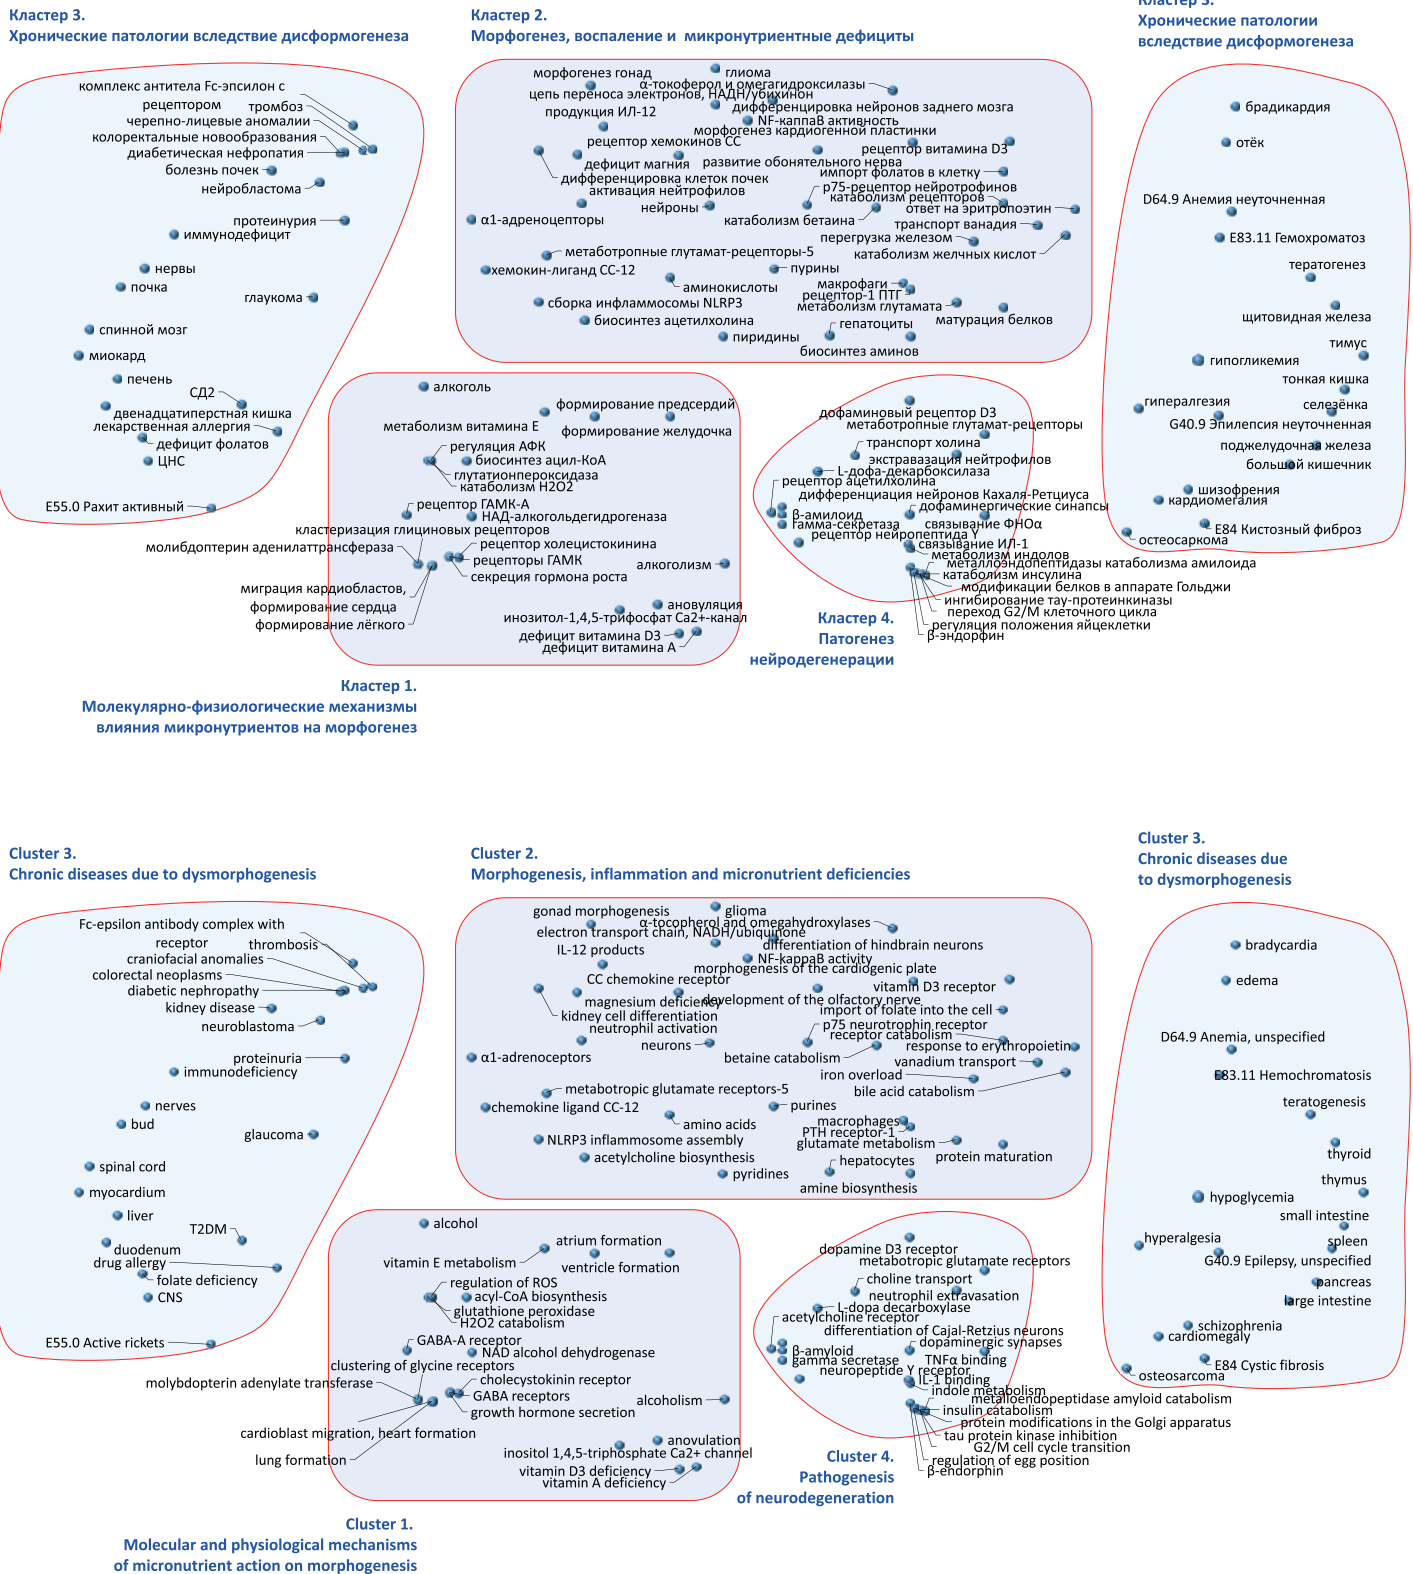 Кластер 3.
Хронические патологии вследствие дисформогенеза
комплекс антитела Fc-эпсилон с
рецептором
тромбоз
черепно-лицевые аномалии
колоректальные новообразования
диабетическая нефропатия
болезнь почек
нейробластома
протеинурия
иммунодефицит
нервы
почка
глаукома
спинной мозг
миокард
печень
СД2
двенадцатиперстная кишка
лекарственная аллергия
дефицит фолатов
ЦНС
E55.0 Рахит активный
Кластер 2.
Морфогенез, воспаление и микронутриентные дефициты
морфогенез гонад
глиома
α-токоферол и омегагидроксилазы
цепь переноса электронов, НАДН/убихинон
дифференцировка нейронов заднего мозга
продукция ИЛ-12
NF-каппаВ активность
морфогенез кардиогенной пластинки
рецептор хемокинов СС
рецептор витамина D3
дефицит магния
развитие обонятельного нерва
дифференцировка клеток почек
импорт фолатов в клетку
активация нейтрофилов
p75-рецептор нейротрофинов
катаболизм рецепторов
нейроны
ответ на эритропоэтин
α1-адреноцепторы
катаболизм бетаина
транспорт ванадия
перегрузка железом
метаботропные глутамат-рецепторы-5
катаболизм желчных кислот
хемокин-лиганд СС-12
пурины
аминокислоты
макрофаги
рецептор-1 ПТГ
сборка инфламмосомы NLRP3
метаболизм глутамата
биосинтез ацетилхолина
гепатоциты
матурация белков
пиридины
биосинтез аминов
Кластер 3.
Хронические патологии
вследствие дисформогенеза
брадикардия
отёк
D64.9 Анемия неуточненная
E83.11 Гемохроматоз
тератогенез
щитовидная железа
тимус
гипогликемия
тонкая кишка
гипералгезия
селезёнка
G40.9 Эпилепсия неуточненная
поджелудочная железа
большой кишечник
шизофрения
кардиомегалия
E84 Кистозный фиброз
остеосаркома
алкоголь
формирование предсердий
метаболизм витамина Е
формирование желудочка
регуляция АФК
биосинтез ацил-КоА
глутатионпероксидаза
катаболизм Н2О2
рецептор ГАМК-А
НАД-алкогольдегидрогеназа
кластеризация глициновых рецепторов
молибдоптерин аденилаттрансфераза
рецептор холецистокинина
рецепторы ГАМК
секреция гормона роста
алкоголизм
миграция кардиобластов,
формирование сердца
ановуляция
инозитол-1,4,5-трифосфат Са2+-канал
формирование лёгкого
дефицит витамина D3
дефицит витамина А
Кластер 1.
Молекулярно-физиологические механизмы
влияния микронутриентов на морфогенез
дофаминовый рецептор D3
метаботропные глутамат-рецепторы
транспорт холина
экстравазация нейтрофилов
L-дофа-декарбоксилаза
рецептор ацетилхолина
дифференциация нейронов Кахаля-Ретциуса
дофаминергические синапсы
β-амилоид
гамма-секретаза
связывание ФНОα
рецептор нейропептида Y
связывание ИЛ-1
метаболизм индолов
металлоэндопептидазы катаболизма амилоида
катаболизм инсулина
модификации белков в аппарате Гольджи
ингибирование тау-протеинкиназы
переход G2/M клеточного цикла
регуляция положения яйцеклетки
β-эндорфин
Кластер 4.
Патогенез
нейродегенерации
Cluster 3.
Chronic diseases due to dysmorphogenesis
Fc-epsilon antibody complex with
receptor
thrombosis
craniofacial anomalies
colorectal neoplasms
diabetic nephropathy
kidney disease
neuroblastoma
proteinuria
immunodeficiency
nerves
bud
glaucoma
spinal cord
myocardium
liver
T2DM
duodenum
drug allergy
folate deficiency
CNS
E55.0 Active rickets
Cluster 2.
Morphogenesis, inflammation and micronutrient deficiencies
gonad morphogenesis
glioma
α-tocopherol and omegahydroxylases
electron transport chain, NADH/ubiquinone
differentiation of hindbrain neurons
IL-12 products
NF-kappaB activity
morphogenesis of the cardiogenic plate
CC chemokine receptor
vitamin D3 receptor
magnesium deficiency
development of the olfactory nerve
kidney cell differentiation
import of folate into the cell
neutrophil activation
p75 neurotrophin receptor
receptor catabolism
neurons
response to erythropoietin
α1-adrenoceptors
betaine catabolism
vanadium transport
iron overload
metabotropic glutamate receptors-5
bile acid catabolism
chemokine ligand CC-12
purines
amino acids
macrophages
PTH receptor-1
NLRP3 inflammosome assembly
glutamate metabolism
acetylcholine biosynthesis
hepatocytes
protein maturation
pyridines
amine biosynthesis
Cluster 3.
Chronic diseases due
to dysmorphogenesis
bradycardia
edema
D64.9 Anemia, unspecified
E83.11 Hemochromatosis
teratogenesis
thyroid
thymus
hypoglycemia
small intestine
hyperalgesia
spleen
G40.9 Epilepsy, unspecified
pancreas
large intestine
schizophrenia
cardiomegaly
E84 Cystic fibrosis
osteosarcoma
alcohol
atrium formation
vitamin E metabolism
ventricle formation
regulation of ROS
acyl-CoA biosynthesis
glutathione peroxidase
H2O2 catabolism
GABA-A receptor
NAD alcohol dehydrogenase
clustering of glycine receptors
molybdopterin adenylate transferase
cholecystokinin receptor
GABA receptors
growth hormone secretion
alcoholism
cardioblast migration, heart formation
anovulation
inositol 1,4,5-triphosphate Ca2+ channel
lung formation
vitamin D3 deficiency
vitamin A deficiency
Cluster 1.
Molecular and physiological mechanisms
of micronutrient action on morphogenesis
dopamine D3 receptor
metabotropic glutamate receptors
choline transport
neutrophil extravasation
L-dopa decarboxylase
acetylcholine receptor
differentiation of Cajal-Retzius neurons
dopaminergic synapses
β-amyloid
gamma secretase
TNFα binding
neuropeptide Y receptor
IL-1 binding
indole metabolism
metalloendopeptidase amyloid catabolism
insulin catabolism
protein modifications in the Golgi apparatus
tau protein kinase inhibition
G2/M cell cycle transition
regulation of egg position
β-endorphin
Cluster 4.
Pathogenesis
of neurodegeneration